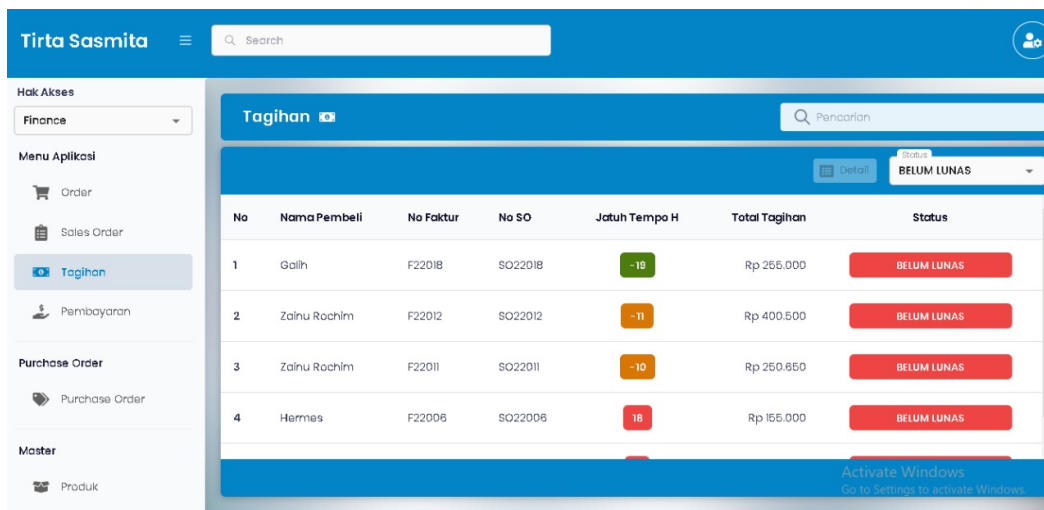 Tirta Sasmita
Search
Hak Akses
Finance
Menu Aplikasi
Order
Sales Order
Tagihan
Pembayaran
Purchase Order
Purchase Order
Master
Produk
Tagihan
Pencarian
Detail
Status
BELUM LUNAS
No Nama Pembeli No Faktur No SO Jatuh Tempo H Total Tagihan Status
1 Galih F22018 SO22018 -19 Rp 255.000 BELUM LUNAS
2 Zainu Rochim F22012 SO22012 -11 Rp 400.500 BELUM LUNAS
3 Zainu Rochim F22011 SO22011 -10 Rp 250.650 BELUM LUNAS
4 Hermes F22006 SO22006 18 Rp 155.000 BELUM LUNAS
Activate Windows
Go to Settings to activate Windows.